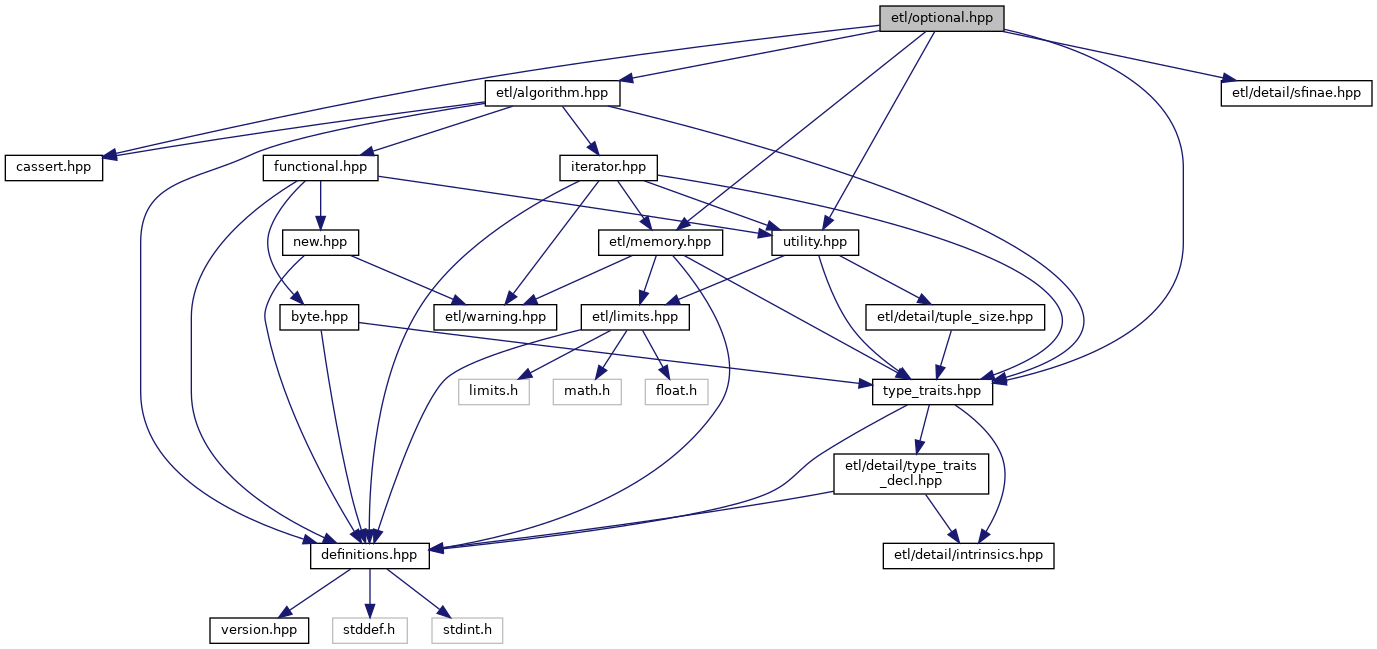 etl/optional.hpp
etl/algorithm.hpp
etl/detail/sfinae.hpp
cassert.hpp
functional.hpp
iterator.hpp
new.hpp
etl/memory.hpp
utility.hpp
byte.hpp
etl/warning.hpp
etl/limits.hpp
etl/detail/tuple_size.hpp
limits.h
math.h
float.h
type_traits.hpp
etl/detail/type_traits
_decl.hpp
definitions.hpp
etl/detail/intrinsics.hpp
version.hpp
stddef.h
stdint.h